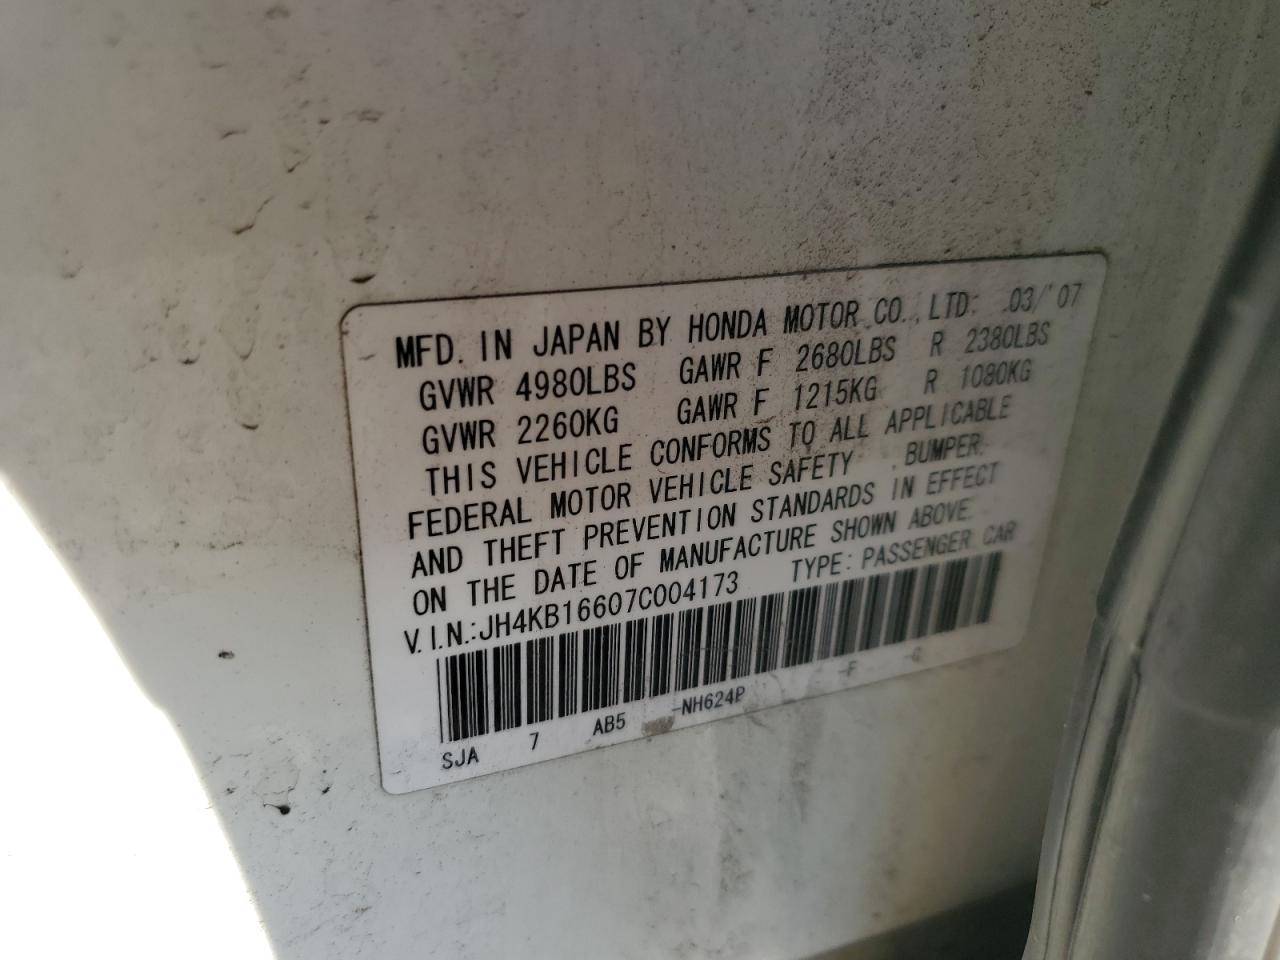 MFD. IN JAPAN BY HONDA MOTOR CO., LTD. 03/'07
GVWR 4980LBS GAWR F 2680LBS R 2380LBS
GVWR 2260KG GAWR F 1215KG R 1080KG
THIS VEHICLE CONFORMS TO ALL APPLICABLE
FEDERAL MOTOR VEHICLE SAFETY, BUMPER,
AND THEFT PREVENTION STANDARDS IN EFFECT
ON THE DATE OF MANUFACTURE SHOWN ABOVE.
V.I.N.:JH4KB16607C004173 TYPE: PASSENGER CAR
SJA 7 AB5 -NH624P -F -C